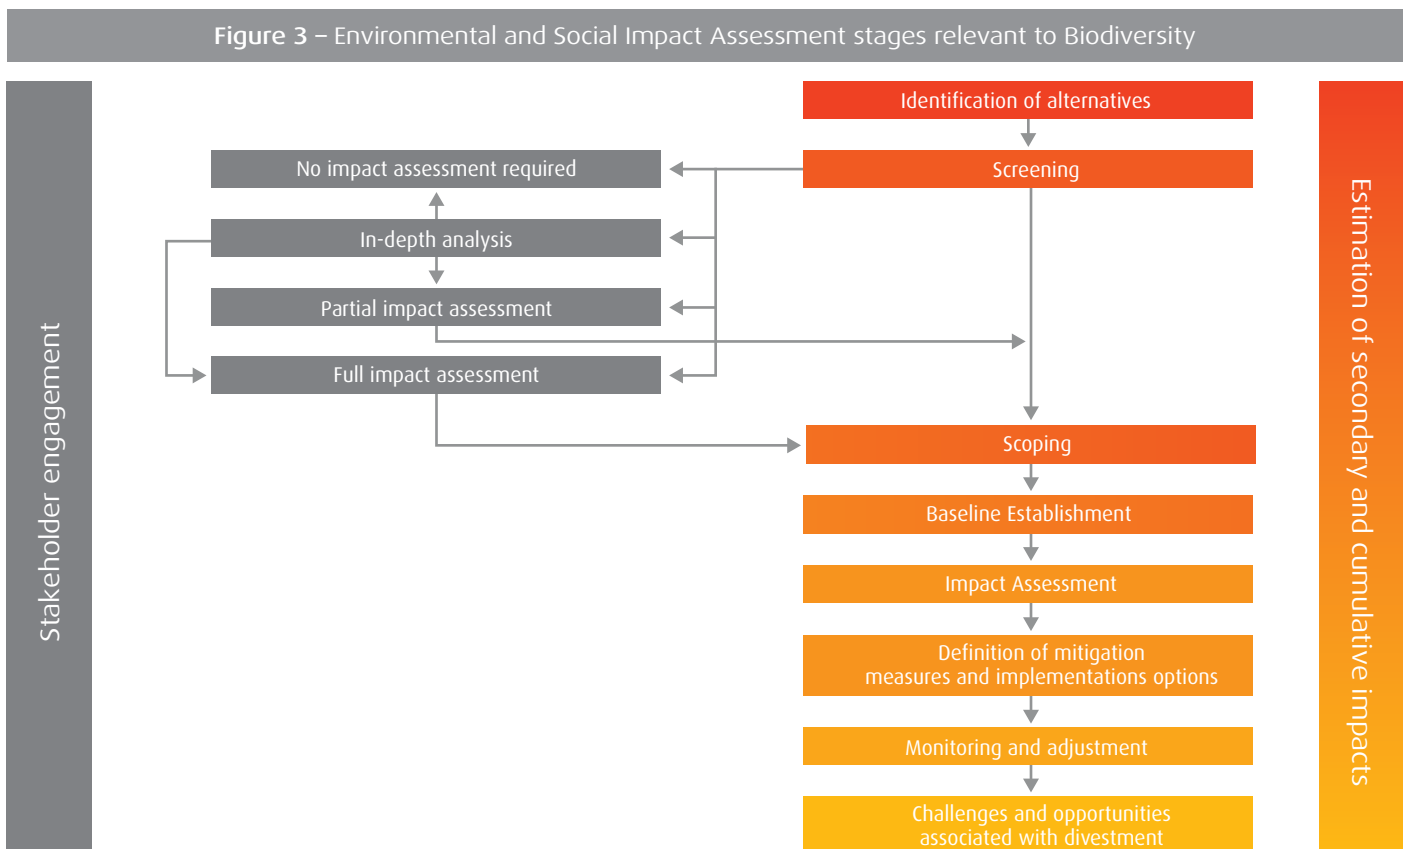 Figure 3 – Environmental and Social Impact Assessment stages relevant to Biodiversity
Stakeholder engagement
Identification of alternatives
No impact assessment required
Screening
In-depth analysis
Partial impact assessment
Full impact assessment
Scoping
Baseline Establishment
Impact Assessment
Definition of mitigation
measures and implementations options
Monitoring and adjustment
Challenges and opportunities
associated with divestment
Estimation of secondary and cumulative impacts